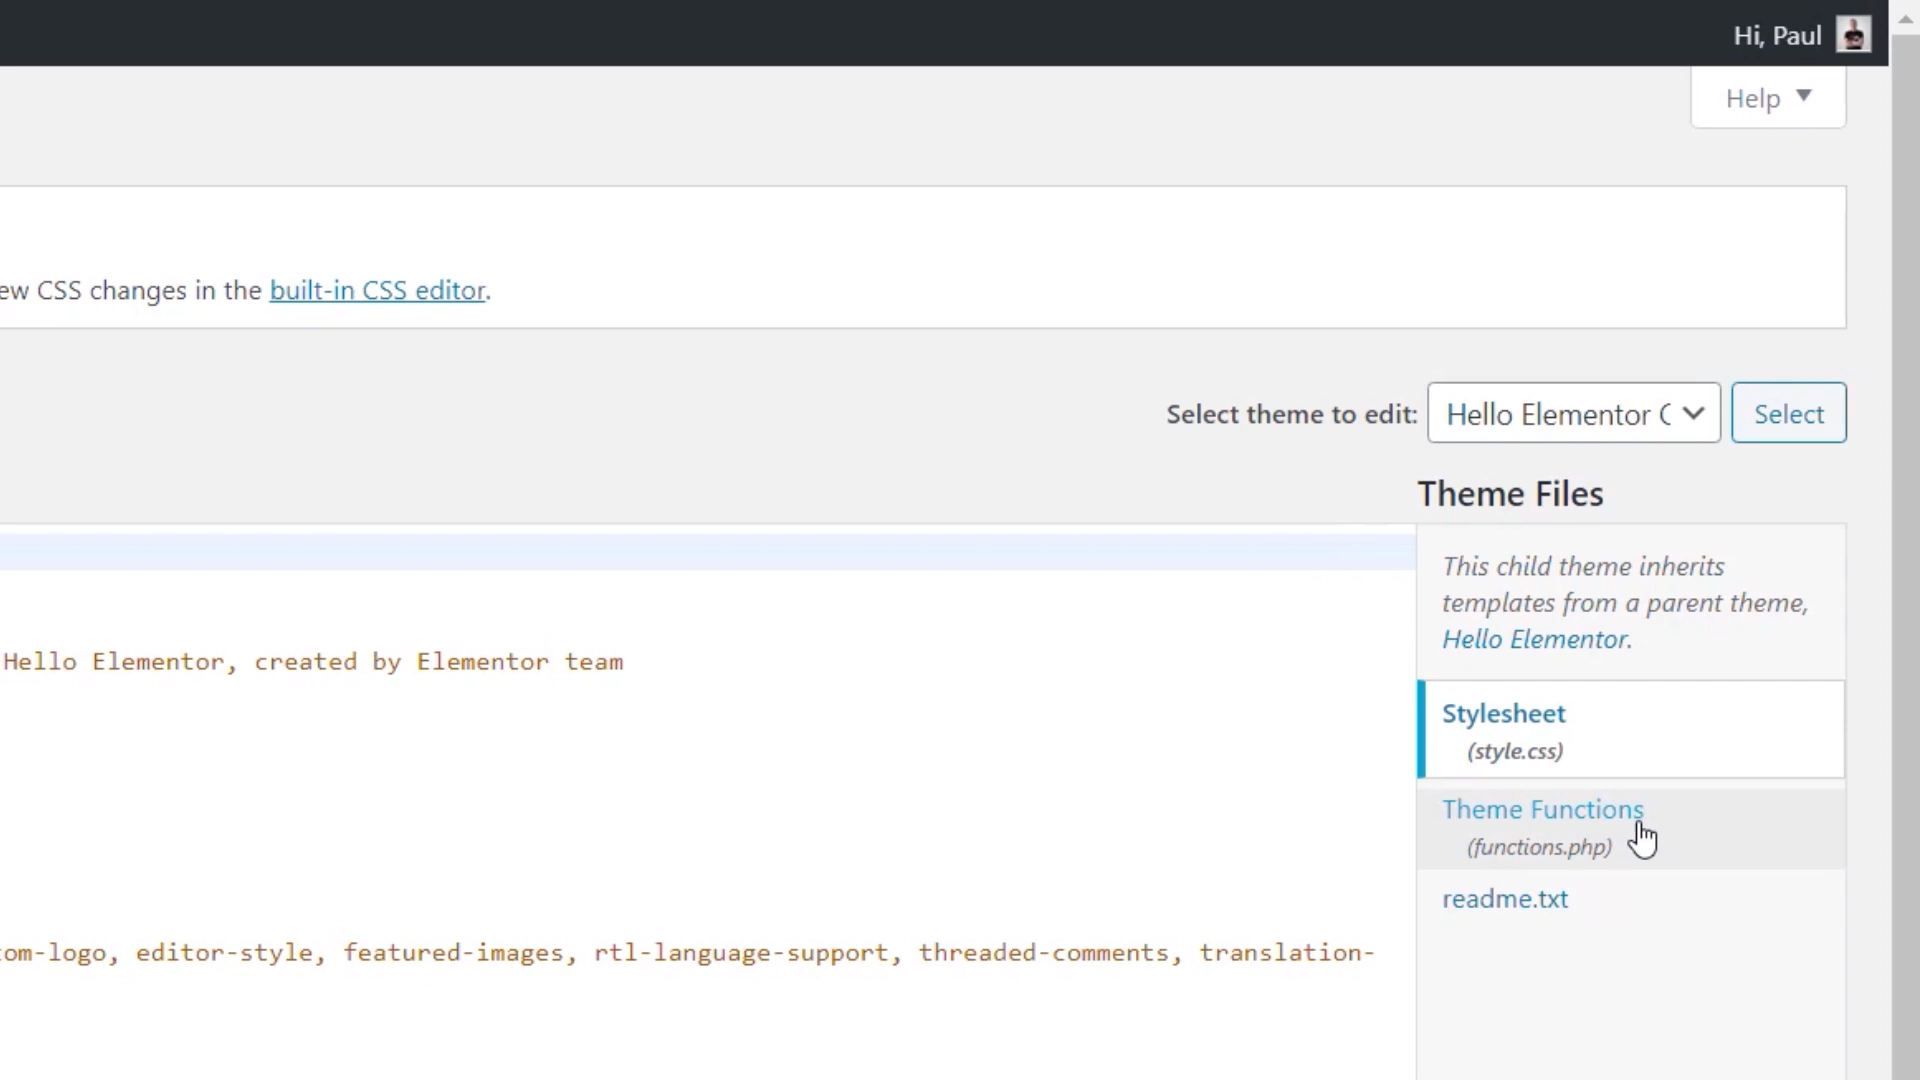 Hi, Paul
Help
ew CSS changes in the built-in CSS editor.
Select theme to edit: Hello Elementor C Select
Theme Files
This child theme inherits
templates from a parent theme,
Hello Elementor.
Hello Elementor, created by Elementor team
Stylesheet
(style.css)
Theme Functions
(functions.php)
readme.txt
om-logo, editor-style, featured-images, rtl-language-support, threaded-comments, translation-